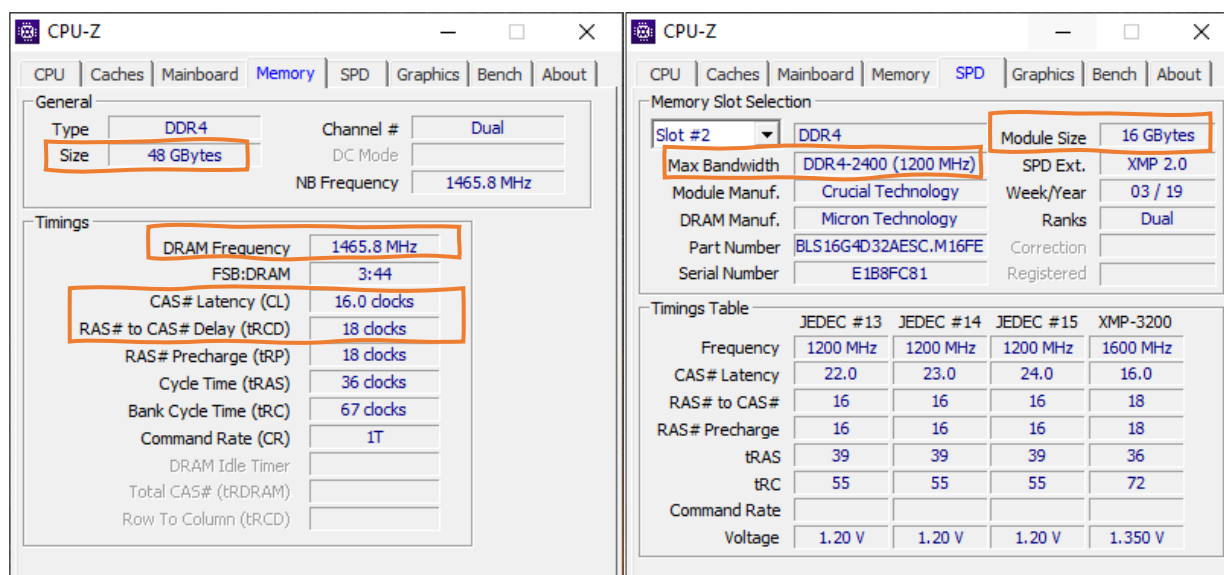 CPU-Z
CPU Caches Mainboard Memory SPD Graphics Bench About
General
Type DDR4 Channel # Dual
Size 48 GBytes DC Mode
NB Frequency 1465.8 MHz
Timings
DRAM Frequency 1465.8 MHz
FSB:DRAM 3:44
CAS# Latency (CL) 16.0 clocks
RAS# to CAS# Delay (tRCD) 18 clocks
RAS# Precharge (tRP) 18 clocks
Cycle Time (tRAS) 36 clocks
Bank Cycle Time (tRC) 67 clocks
Command Rate (CR) 1T
DRAM Idle Timer
Total CAS# (tRDRAM)
Row To Column (tRCD)
CPU-Z
CPU Caches Mainboard Memory SPD Graphics Bench About
Memory Slot Selection
Slot #2 DDR4 Module Size 16 GBytes
Max Bandwidth DDR4-2400 (1200 MHz) SPD Ext. XMP 2.0
Module Manuf. Crucial Technology Week/Year 03 / 19
DRAM Manuf. Micron Technology Ranks Dual
Part Number BLS16G4D32AESC.M16FE Correction
Serial Number E1B8FC81 Registered
Timings Table
JEDEC #13 JEDEC #14 JEDEC #15 XMP-3200
Frequency 1200 MHz 1200 MHz 1200 MHz 1600 MHz
CAS# Latency 22.0 23.0 24.0 16.0
RAS# to CAS# 16 16 16 18
RAS# Precharge 16 16 16 18
tRAS 39 39 39 36
tRC 55 55 55 72
Command Rate
Voltage 1.20 V 1.20 V 1.20 V 1.350 V